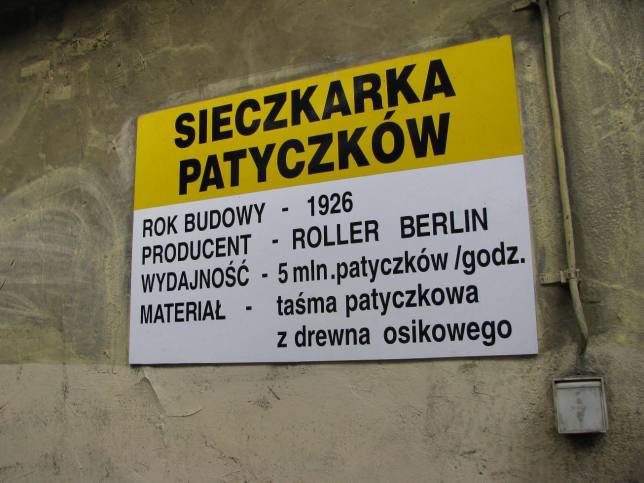 SIECZKARKA
PATYCZKÓW
ROK BUDOWY - 1926
PRODUCENT - ROLLER BERLIN
WYDAJNOŚĆ - 5 mln.patyczków/godz.
MATERIAŁ - taśma patyczkowa
z drewna osikowego